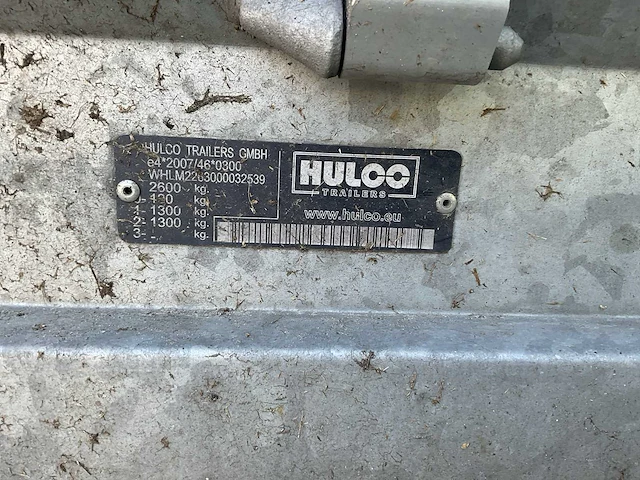 HULCO TRAILERS GMBH
e4*2007/46*0300
WHLM2263000032539
2600 kg.
kg.
1- 1300 kg.
2- 1300 kg.
3- - kg.
HULCO
TRAILERS
www.hulco.eu